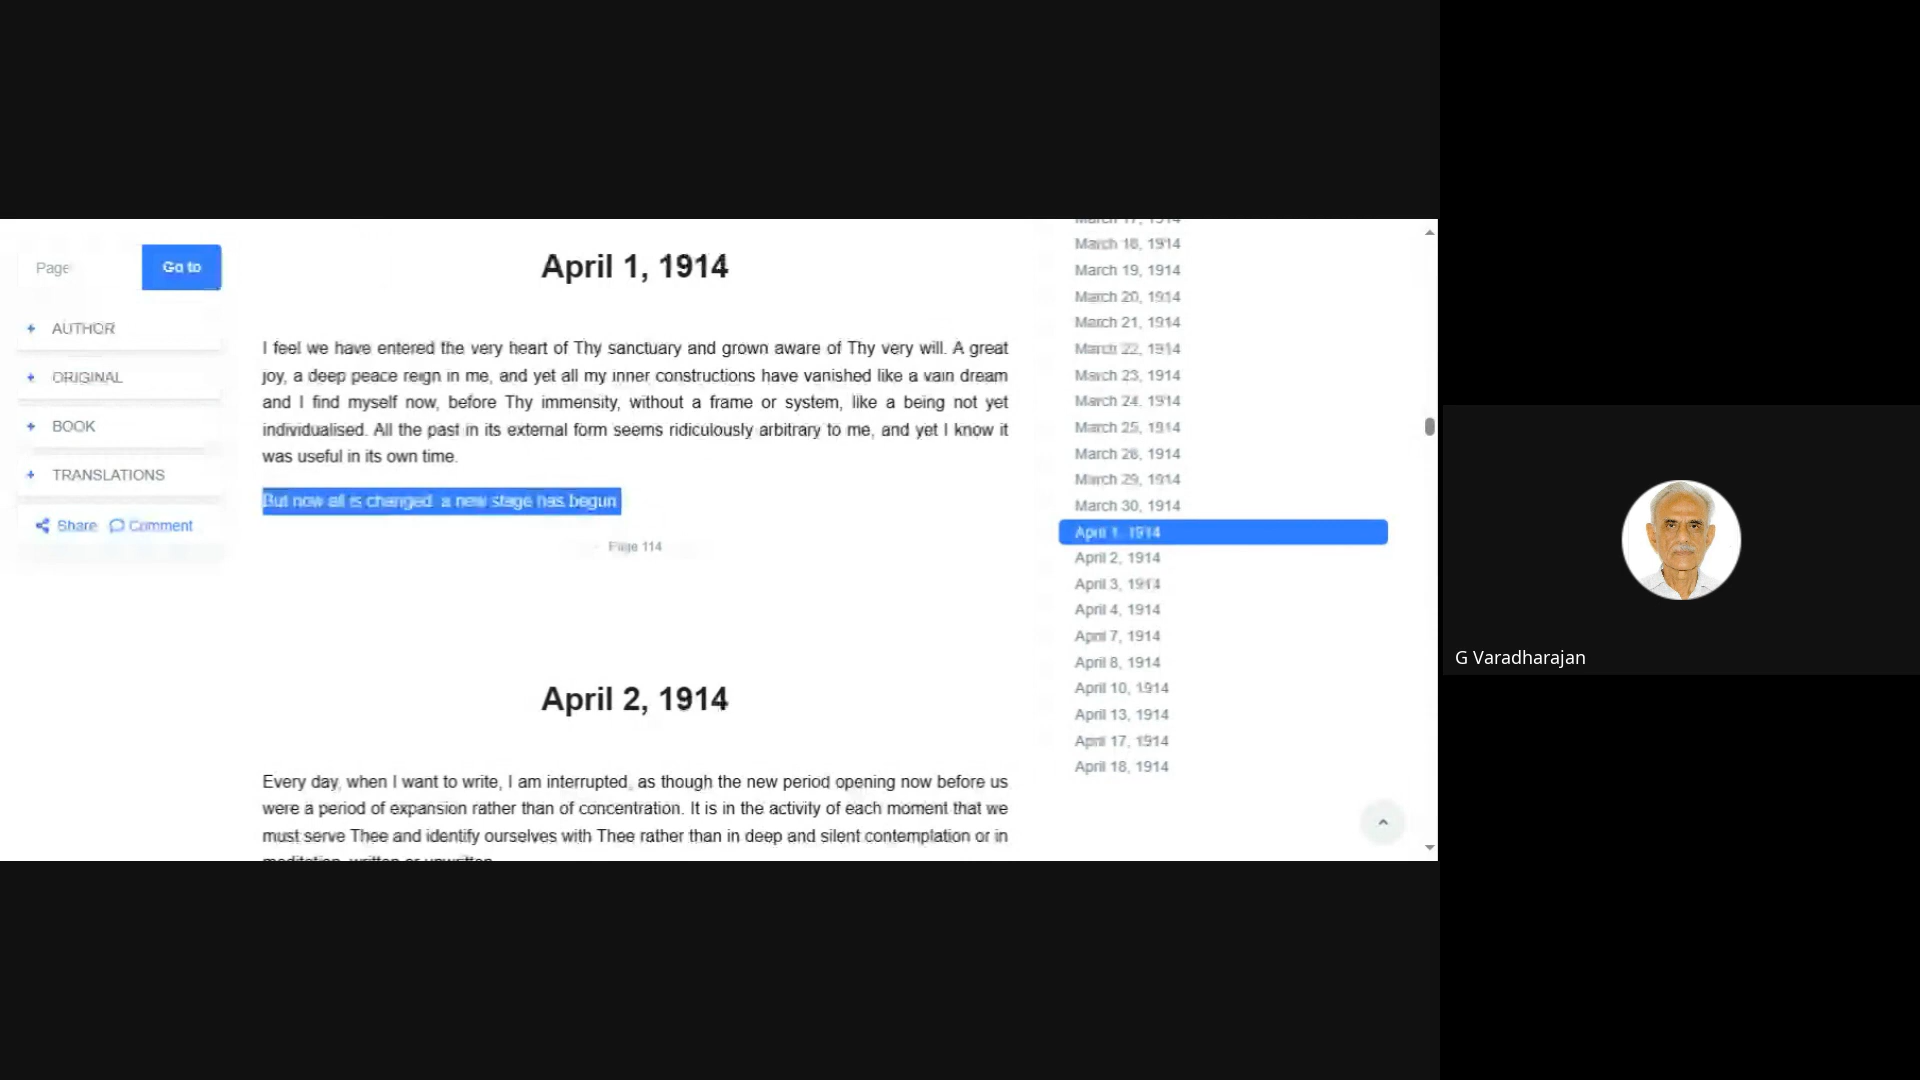 Page
Go to
AUTHOR
ORIGINAL
BOOK
TRANSLATIONS
Share
Comment
April 1, 1914
I feel we have entered the very heart of Thy sanctuary and grown aware of Thy very will. A great
joy, a deep peace reign in me, and yet all my inner constructions have vanished like a vain dream
and I find myself now, before Thy immensity, without a frame or system, like a being not yet
individualised. All the past in its external form seems ridiculously arbitrary to me, and yet I know it
was useful in its own time.
But now all is changed: a new stage has begun.
Page 114
April 2, 1914
Every day, when I want to write, I am interrupted, as though the new period opening now before us
were a period of expansion rather than of concentration. It is in the activity of each moment that we
must serve Thee and identify ourselves with Thee rather than in deep and silent contemplation or in
meditation, written or unwritten.
March 17, 1914
March 18, 1914
March 19, 1914
March 20, 1914
March 21, 1914
March 22, 1914
March 23, 1914
March 24, 1914
March 25, 1914
March 28, 1914
March 29, 1914
March 30, 1914
April 1, 1914
April 2, 1914
April 3, 1914
April 4, 1914
April 7, 1914
April 8, 1914
April 10, 1914
April 13, 1914
April 17, 1914
April 18, 1914
G Varadharajan